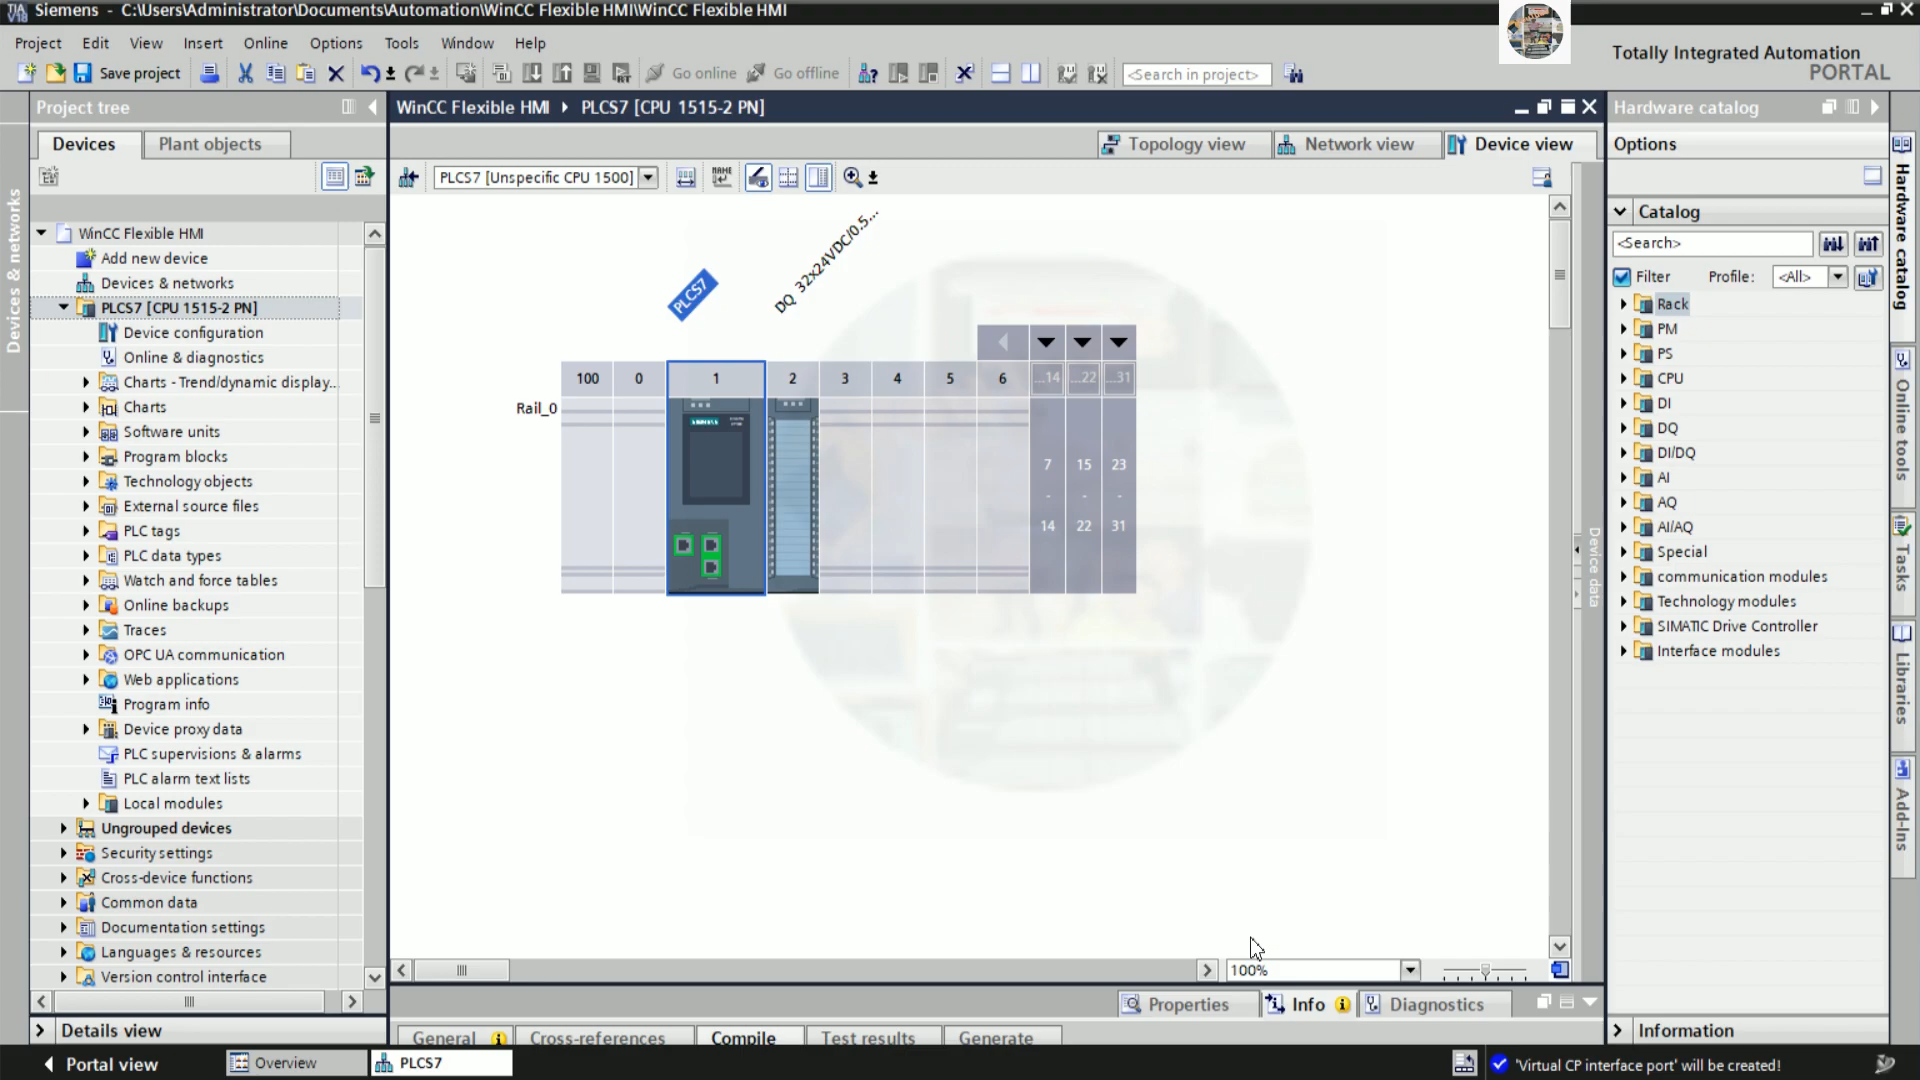 Siemens - C:\Users\Administrator\Documents\Automation\WinCC Flexible HMI\WinCC Flexible HMI
Project Edit View Insert Online Options Tools Window Help
Totally Integrated Automation
PORTAL
Save project
Go online
Go offline
<Search in project>
Project tree
WinCC Flexible HMI PLCS7 [CPU 1515-2 PN]
Hardware catalog
Devices
Plant objects
Topology view
Network view
Device view
Options
PLCS7 [Unspecific CPU 1500]
Devices & networks
WinCC Flexible HMI
Add new device
Devices & networks
PLCS7 [CPU 1515-2 PN]
Device configuration
Online & diagnostics
Charts - Trend/dynamic display...
Charts
Software units
Program blocks
Technology objects
External source files
PLC tags
PLC data types
Watch and force tables
Online backups
Traces
OPC UA communication
Web applications
Program info
Device proxy data
PLC supervisions & alarms
PLC alarm text lists
Local modules
Ungrouped devices
Security settings
Cross-device functions
Common data
Documentation settings
Languages & resources
Version control interface
Details view
PLCS7
DQ 32x24VDC/0.5...
100 0 1 2 3 4 5 6 ...14 ...22 ...31
Rail_0
SIEMENS
7 15 23
- - -
14 22 31
100%
Device data
Properties
Info
Diagnostics
General
Cross-references
Compile
Test results
Generate
Catalog
<Search>
Filter
Profile:
<All>
Rack
PM
PS
CPU
DI
DQ
DI/DQ
AI
AQ
AI/AQ
Special
communication modules
Technology modules
SIMATIC Drive Controller
Interface modules
Information
Hardware catalog
Online tools
Tasks
Libraries
Add-Ins
Portal view
Overview
PLCS7
'Virtual CP interface port' will be created!